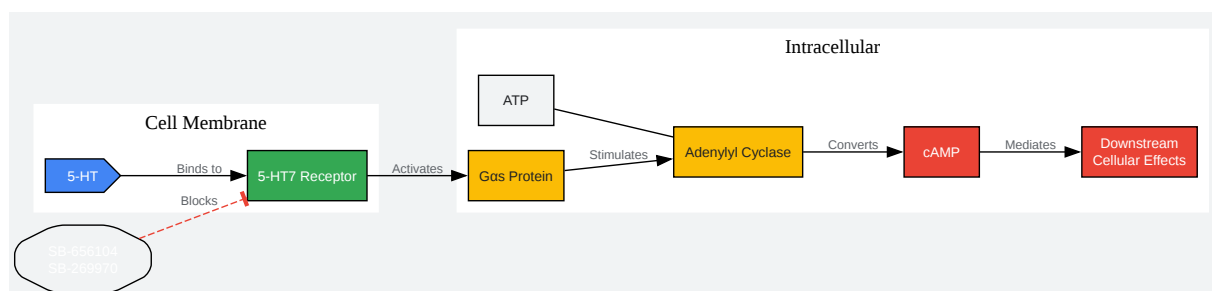 Intracellular
ATP
Cell Membrane
5-HT
Binds to
5-HT7 Receptor
Activates
Gαs Protein
Stimulates
Adenylyl Cyclase
Converts
cAMP
Mediates
Downstream
Cellular Effects
Blocks
SB-656104
SB-269970